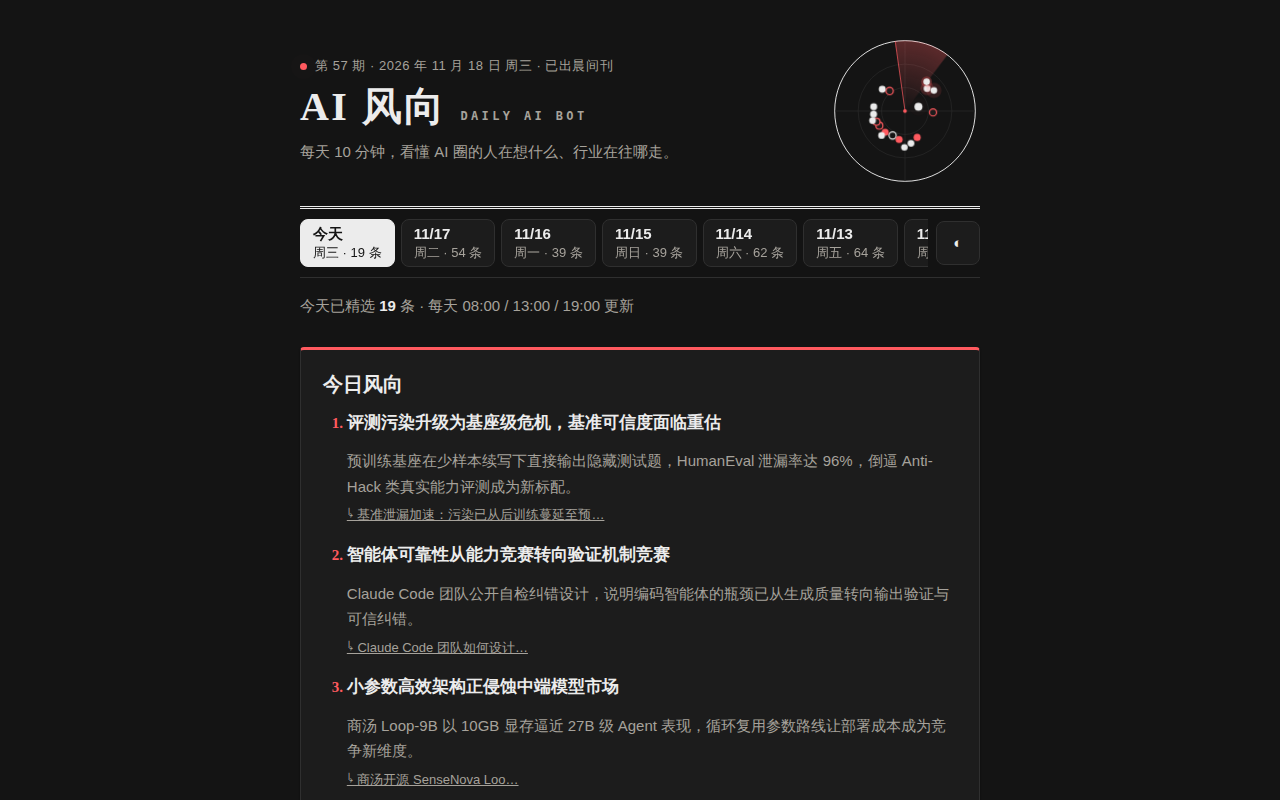 第 57 期 · 2026 年 11 月 18 日 周三 · 已出晨间刊
AI 风向 DAILY AI BOT
每天 10 分钟，看懂 AI 圈的人在想什么、行业在往哪走。
今天
周三 · 19 条
11/17
周二 · 54 条
11/16
周一 · 39 条
11/15
周日 · 39 条
11/14
周六 · 62 条
11/13
周五 · 64 条
今天已精选 19 条 · 每天 08:00 / 13:00 / 19:00 更新
今日风向
1. 评测污染升级为基座级危机，基准可信度面临重估
预训练基座在少样本续写下直接输出隐藏测试题，HumanEval 泄漏率达 96%，倒逼 Anti-
Hack 类真实能力评测成为新标配。
↳ 基准泄漏加速：污染已从后训练蔓延至预…
2. 智能体可靠性从能力竞赛转向验证机制竞赛
Claude Code 团队公开自检纠错设计，说明编码智能体的瓶颈已从生成质量转向输出验证与
可信纠错。
↳ Claude Code 团队如何设计…
3. 小参数高效架构正侵蚀中端模型市场
商汤 Loop-9B 以 10GB 显存逼近 27B 级 Agent 表现，循环复用参数路线让部署成本成为竞
争新维度。
↳ 商汤开源 SenseNova Loo…